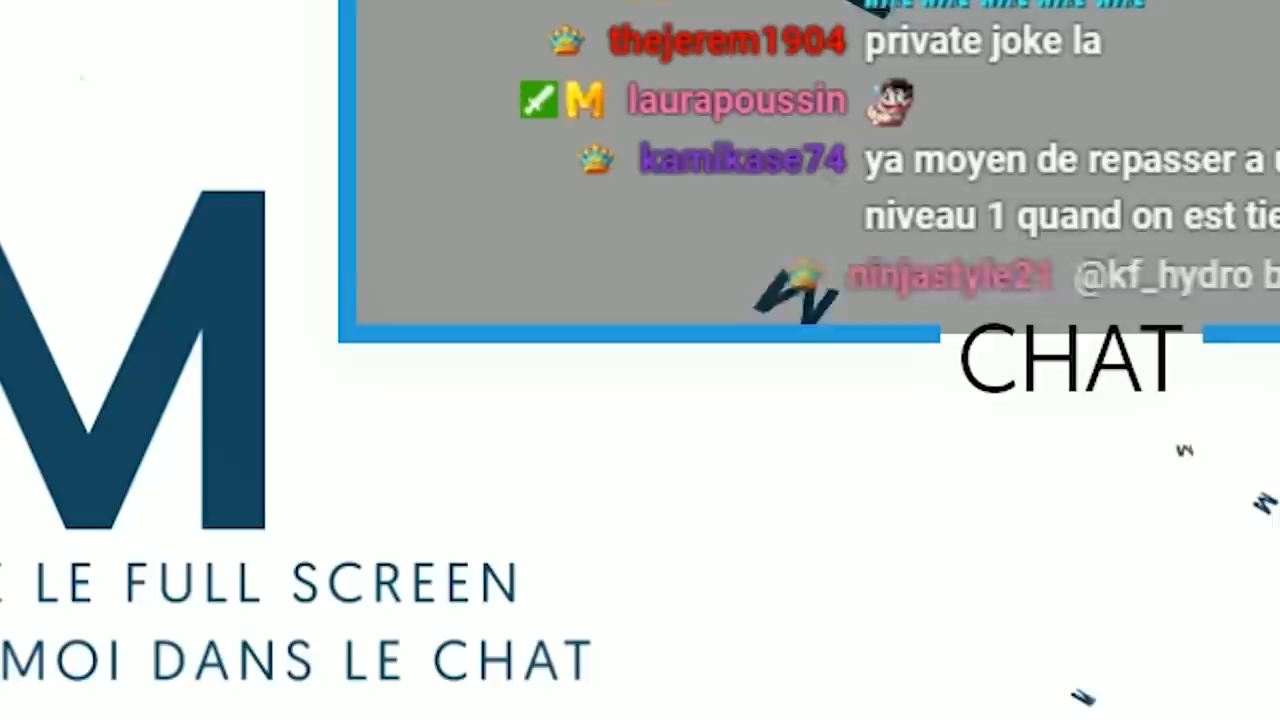 thejerem1904 private joke la
M laurapoussin
kamikase74 ya moyen de repasser a
niveau 1 quand on est
ninjastyle21 @kf_hydro
CHAT
M
LE FULL SCREEN
MOI DANS LE CHAT